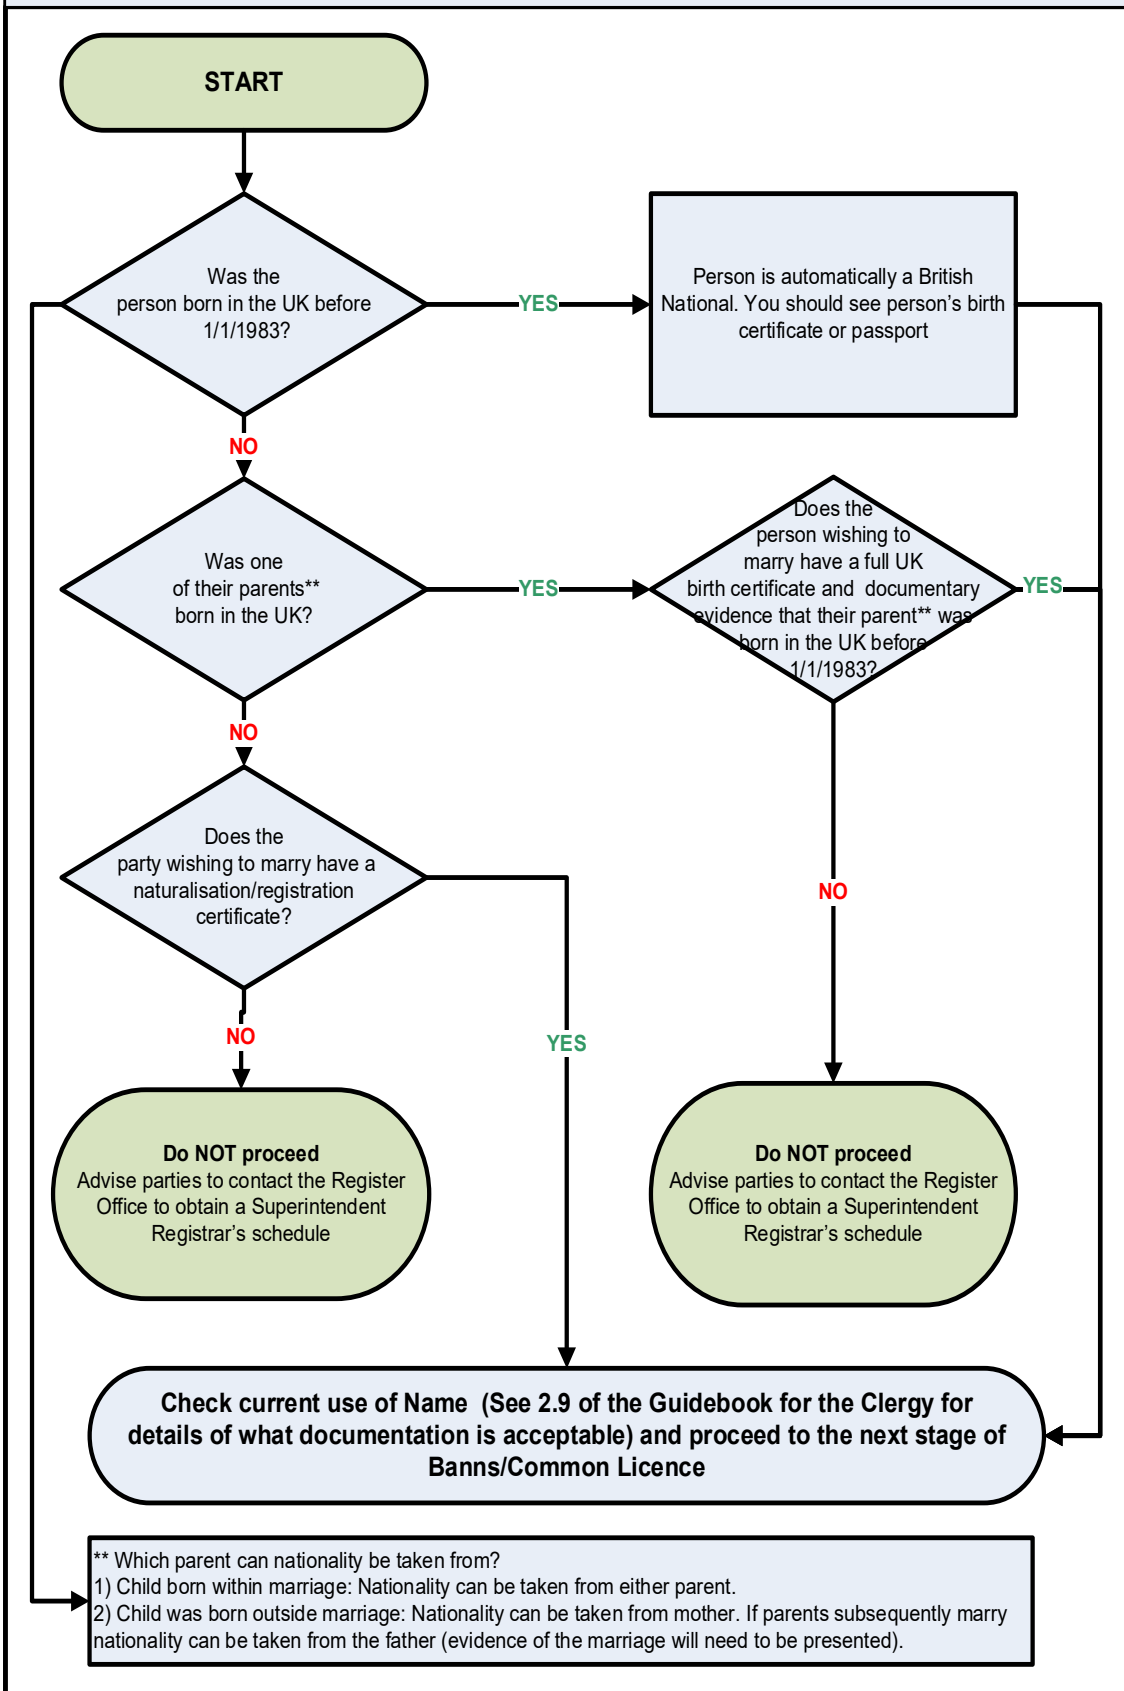 START
Was the
person born in the UK before
1/1/1983?
YES
Person is automatically a British
National. You should see person's birth
certificate or passport
NO
Was one
of their parents**
born in the UK?
YES
Does the
person wishing to
marry have a full UK
birth certificate and documentary
evidence that their parent** was
born in the UK before
1/1/1983?
YES
NO
Does the
party wishing to marry have a
naturalisation/registration
certificate?
NO
YES
NO
Do NOT proceed
Advise parties to contact the Register
Office to obtain a Superintendent
Registrar's schedule
Do NOT proceed
Advise parties to contact the Register
Office to obtain a Superintendent
Registrar's schedule
Check current use of Name (See 2.9 of the Guidebook for the Clergy for
details of what documentation is acceptable) and proceed to the next stage of
Banns/Common Licence
** Which parent can nationality be taken from?
1) Child born within marriage: Nationality can be taken from either parent.
2) Child was born outside marriage: Nationality can be taken from mother. If parents subsequently marry
nationality can be taken from the father (evidence of the marriage will need to be presented).